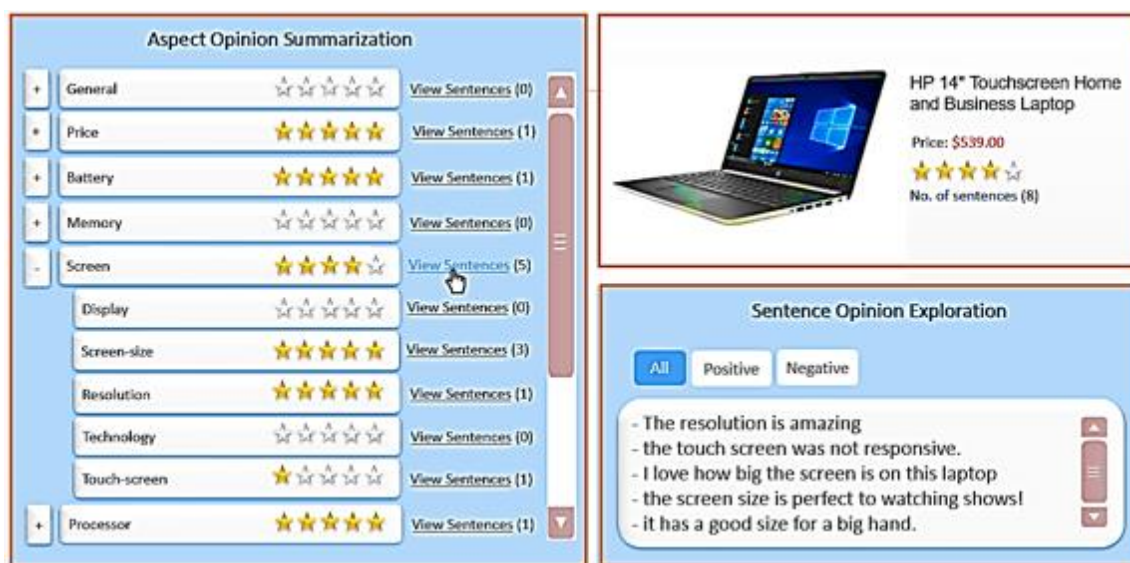 Aspect Opinion Summarization
+ General View Sentences (0)
+ Price View Sentences (1)
+ Battery View Sentences (1)
+ Memory View Sentences (0)
- Screen View Sentences (5)
Display View Sentences (0)
Screen-size View Sentences (3)
Resolution View Sentences (1)
Technology View Sentences (0)
Touch-screen View Sentences (1)
+ Processor View Sentences (1)
HP 14" Touchscreen Home
and Business Laptop
Price: $539.00
No. of sentences (8)
Sentence Opinion Exploration
All Positive Negative
- The resolution is amazing
- the touch screen was not responsive.
- I love how big the screen is on this laptop
- the screen size is perfect to watching shows!
- it has a good size for a big hand.